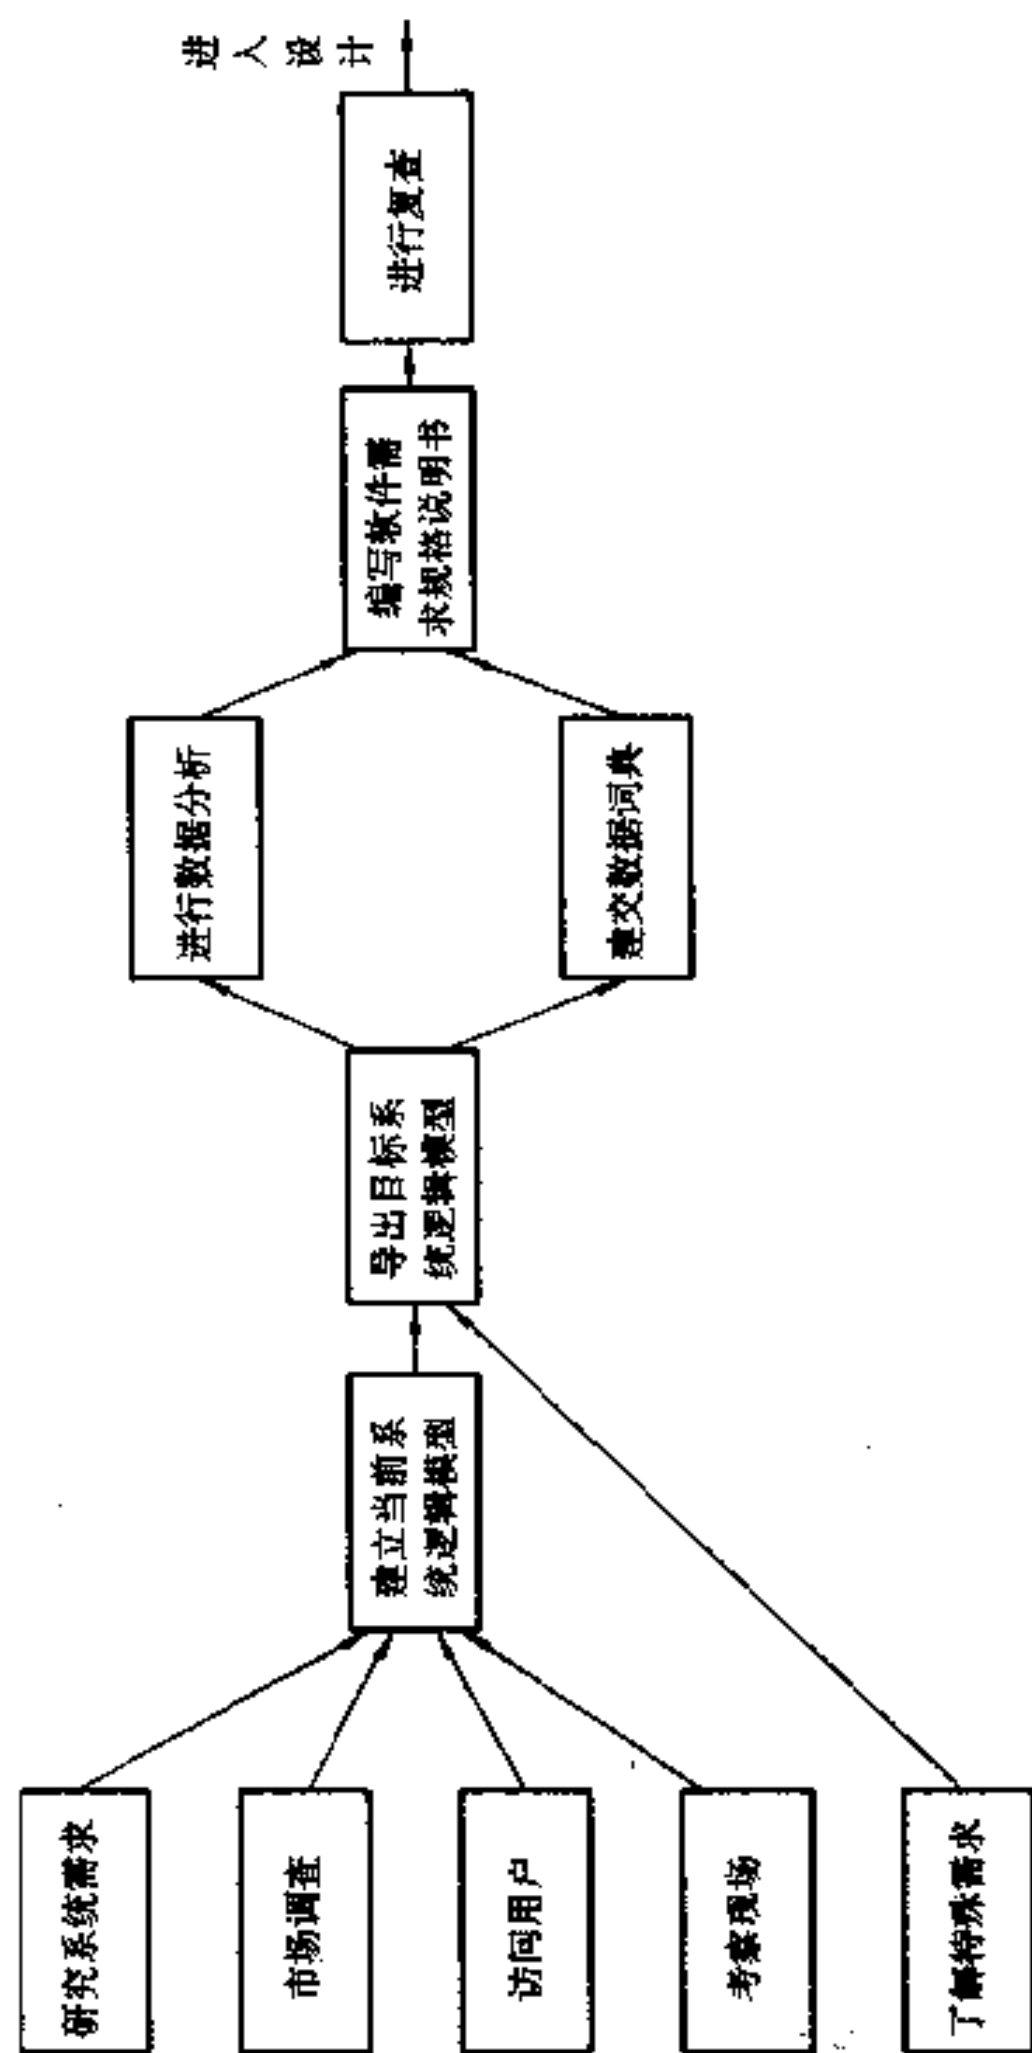 研究系统需求
市场调查
访问用户
考察现场
了解特殊需求
建立当前系
统逻辑模型
导出目标系
统逻辑模型
进行数据分析
建交数据词典
编写软件需
求规格说明书
进行复查
进入设计